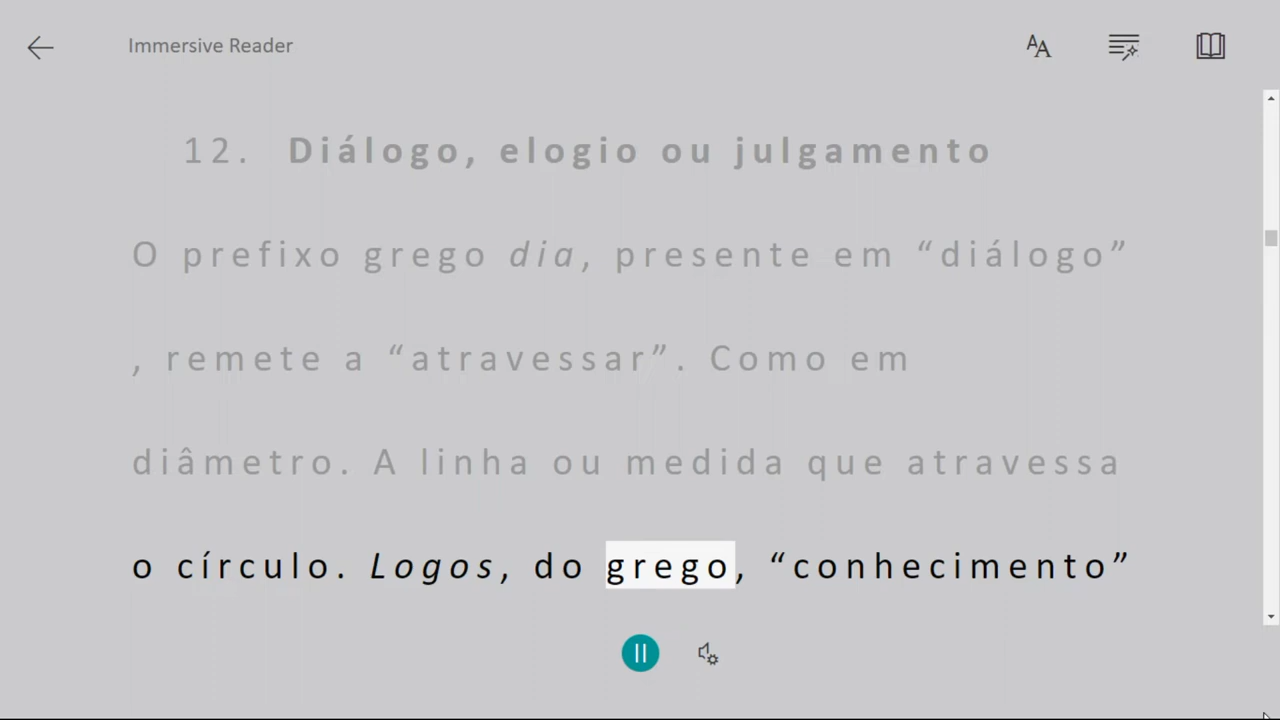 Immersive Reader
12. Diálogo, elogio ou julgamento
O prefixo grego dia, presente em “diálogo”
, remete a “atravessar”. Como em
diâmetro. A linha ou medida que atravessa
o círculo. Logos, do grego, “conhecimento”